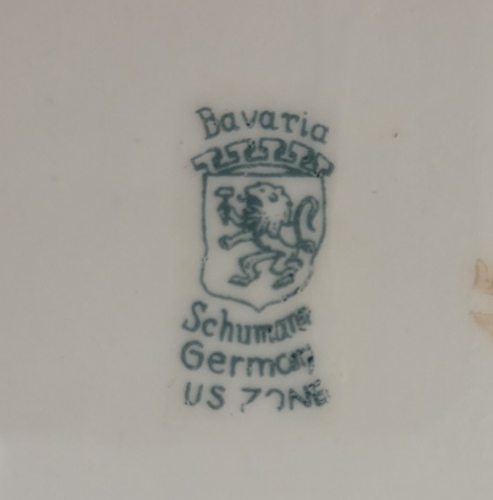 Bavaria
Schumann
Germany
US ZONE